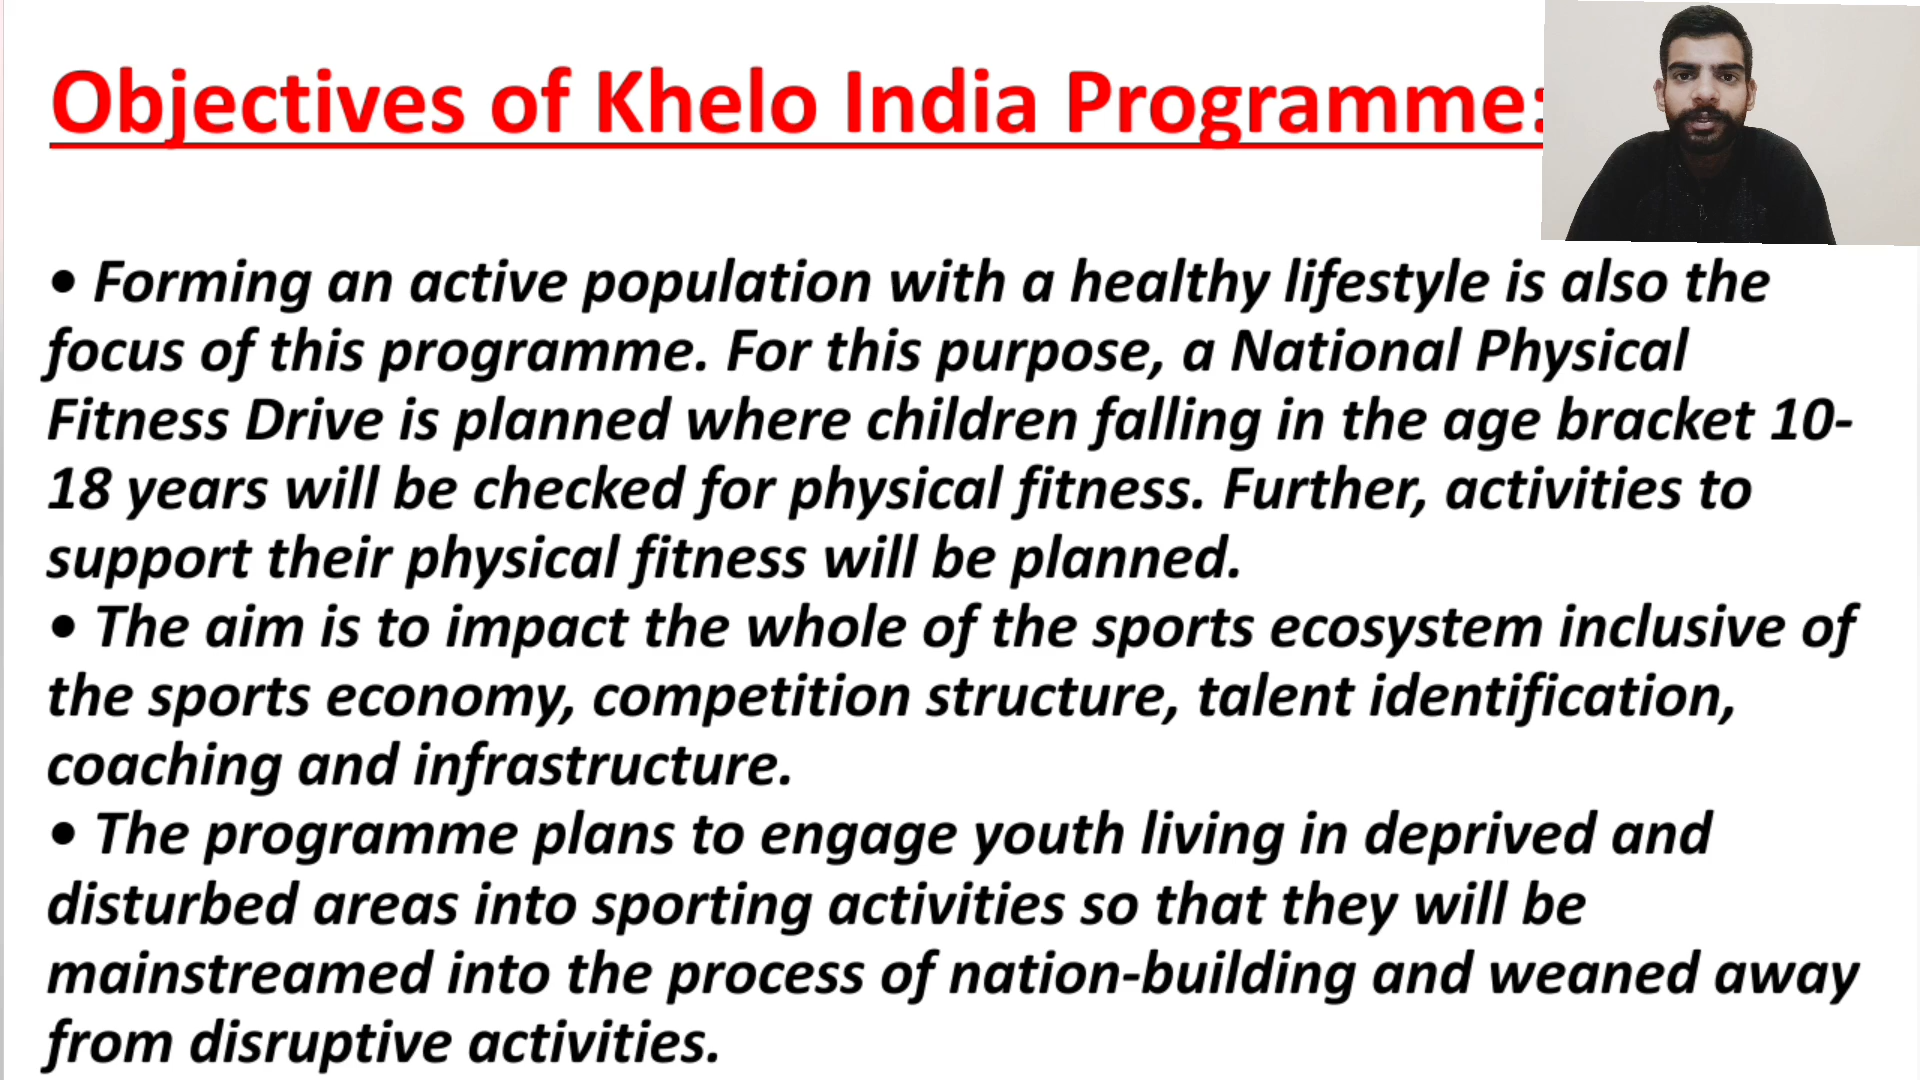 Objectives of Khelo India Programme:
• Forming an active population with a healthy lifestyle is also the
focus of this programme. For this purpose, a National Physical
Fitness Drive is planned where children falling in the age bracket 10-
18 years will be checked for physical fitness. Further, activities to
support their physical fitness will be planned.
• The aim is to impact the whole of the sports ecosystem inclusive of
the sports economy, competition structure, talent identification,
coaching and infrastructure.
• The programme plans to engage youth living in deprived and
disturbed areas into sporting activities so that they will be
mainstreamed into the process of nation-building and weaned away
from disruptive activities.